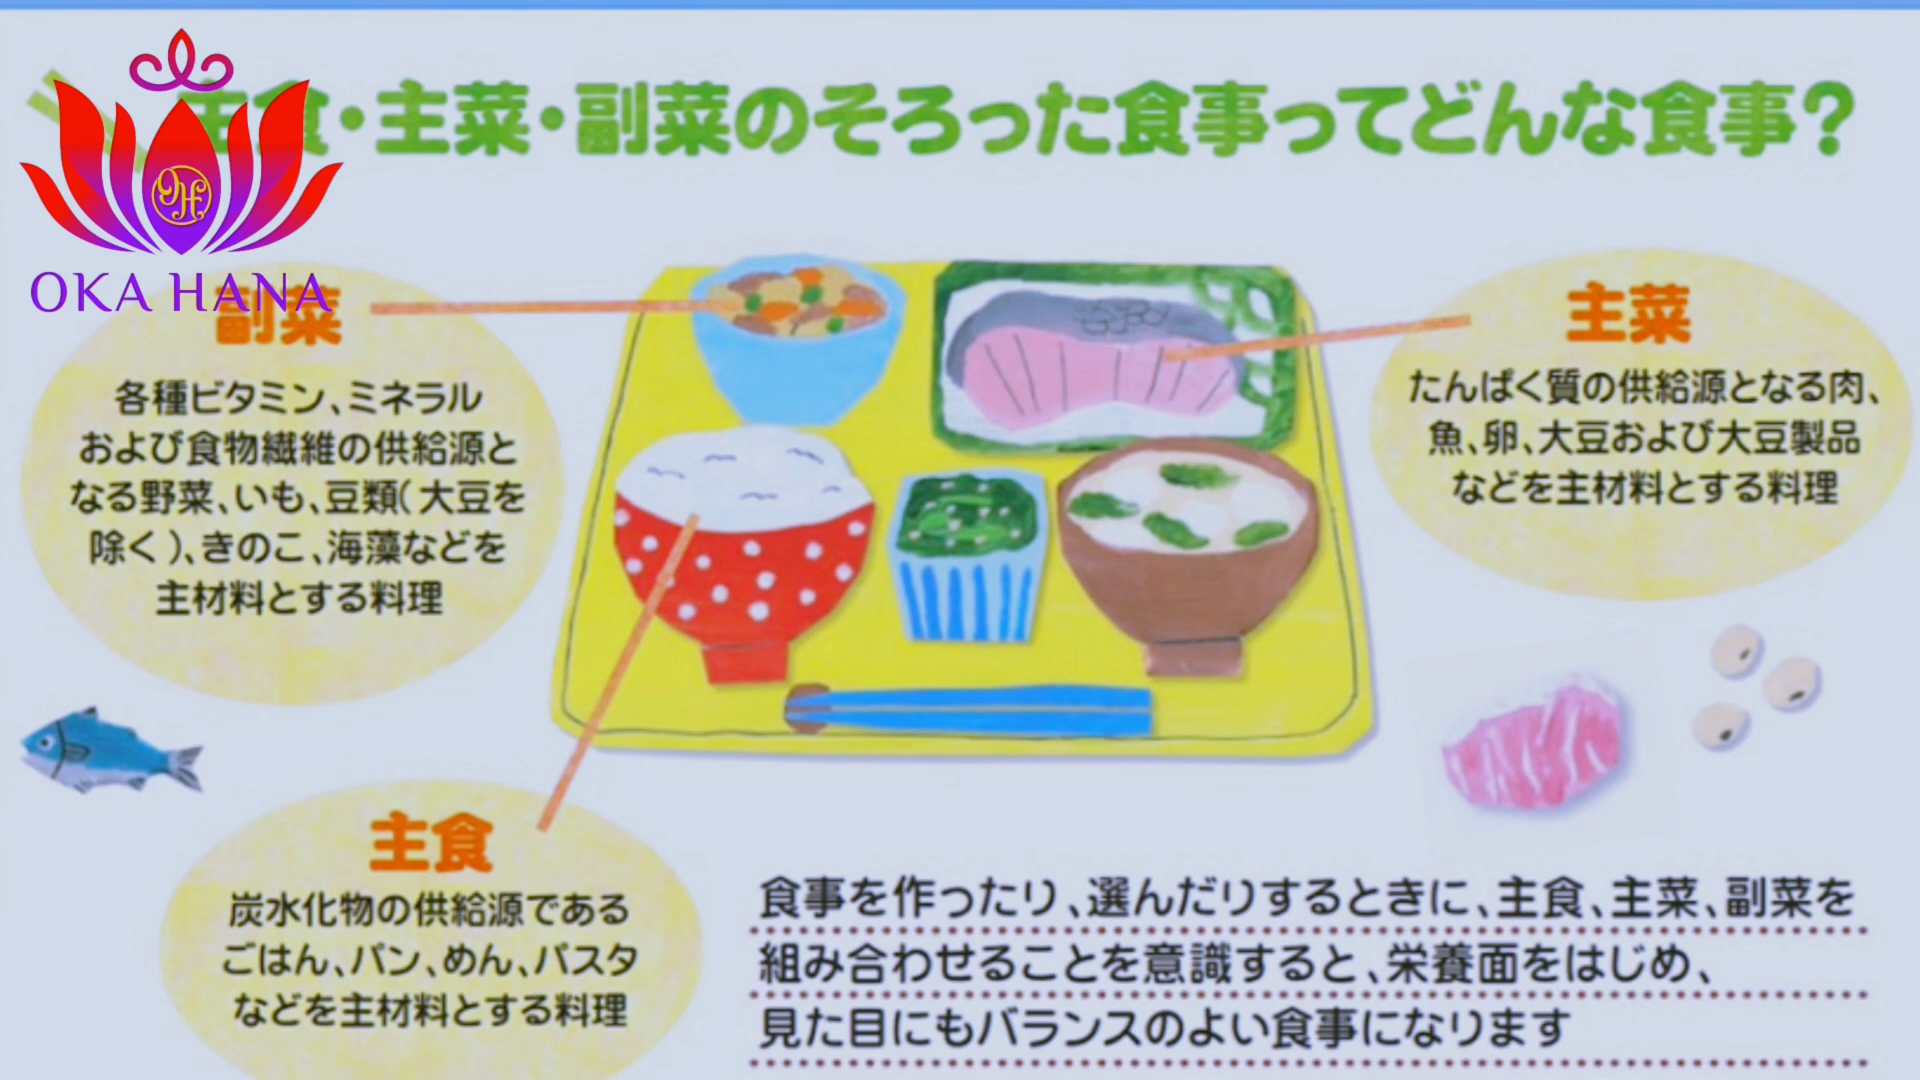 主食・主菜・副菜のそろった食事ってどんな食事?
OH
OKA HANA
副菜
各種ビタミン、ミネラル
および食物繊維の供給源と
なる野菜、いも、豆類(大豆を
除く)、きのこ、海藻などを
主材料とする料理
主菜
たんぱく質の供給源となる肉、
魚、卵、大豆および大豆製品
などを主材料とする料理
主食
炭水化物の供給源である
ごはん、パン、めん、パスタ
などを主材料とする料理
食事を作ったり、選んだりするときに、主食、主菜、副菜を
組み合わせることを意識すると、栄養面をはじめ、
見た目にもバランスのよい食事になります